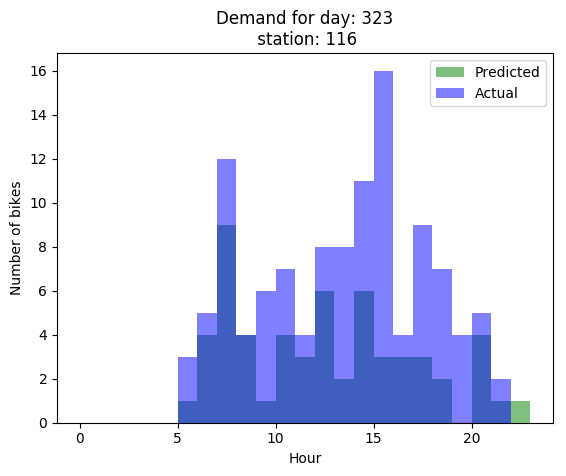 Demand for day: 323
station: 116
Predicted
Actual
Number of bikes
16
14
12
10
8
6
4
2
0
0
5
10
15
20
Hour